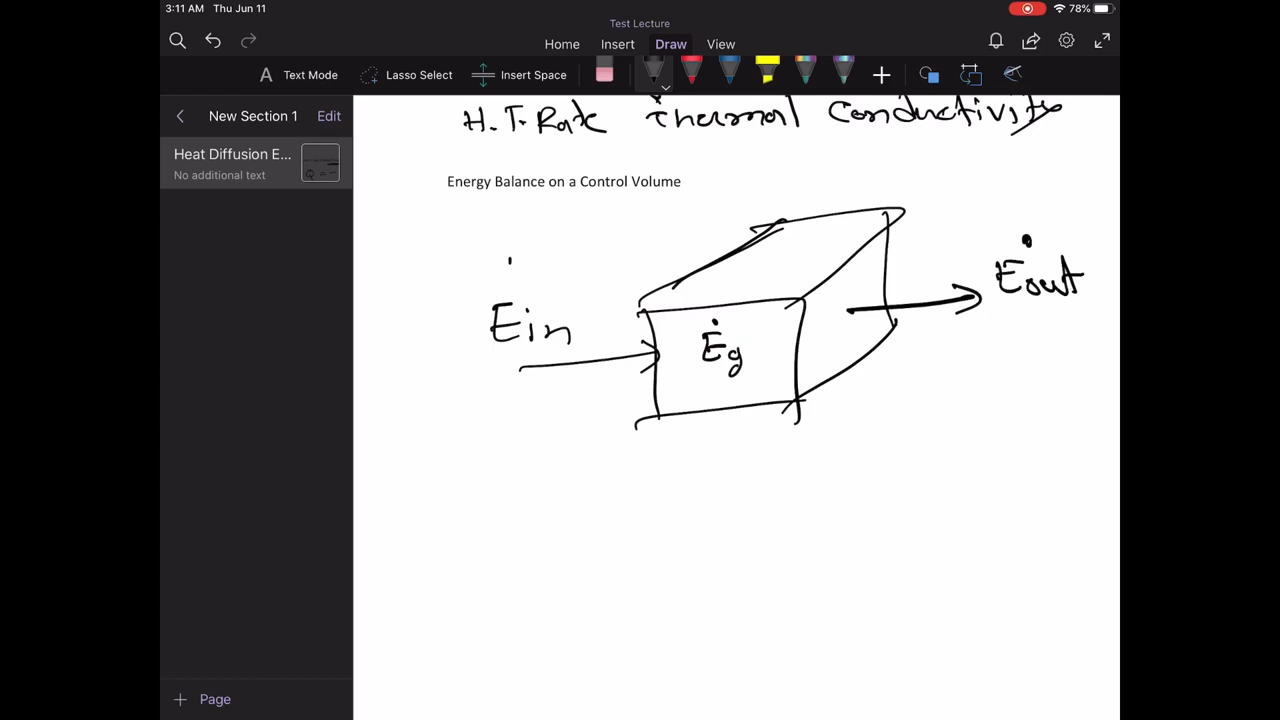 3:11 AM Thu Jun 11
78%
Test Lecture
Home Insert Draw View
Text Mode Lasso Select Insert Space
New Section 1 Edit
Heat Diffusion E...
No additional text
H.T. Rate thermal Conductivity
Energy Balance on a Control Volume
Ėout
Ėin
Ėg
Page